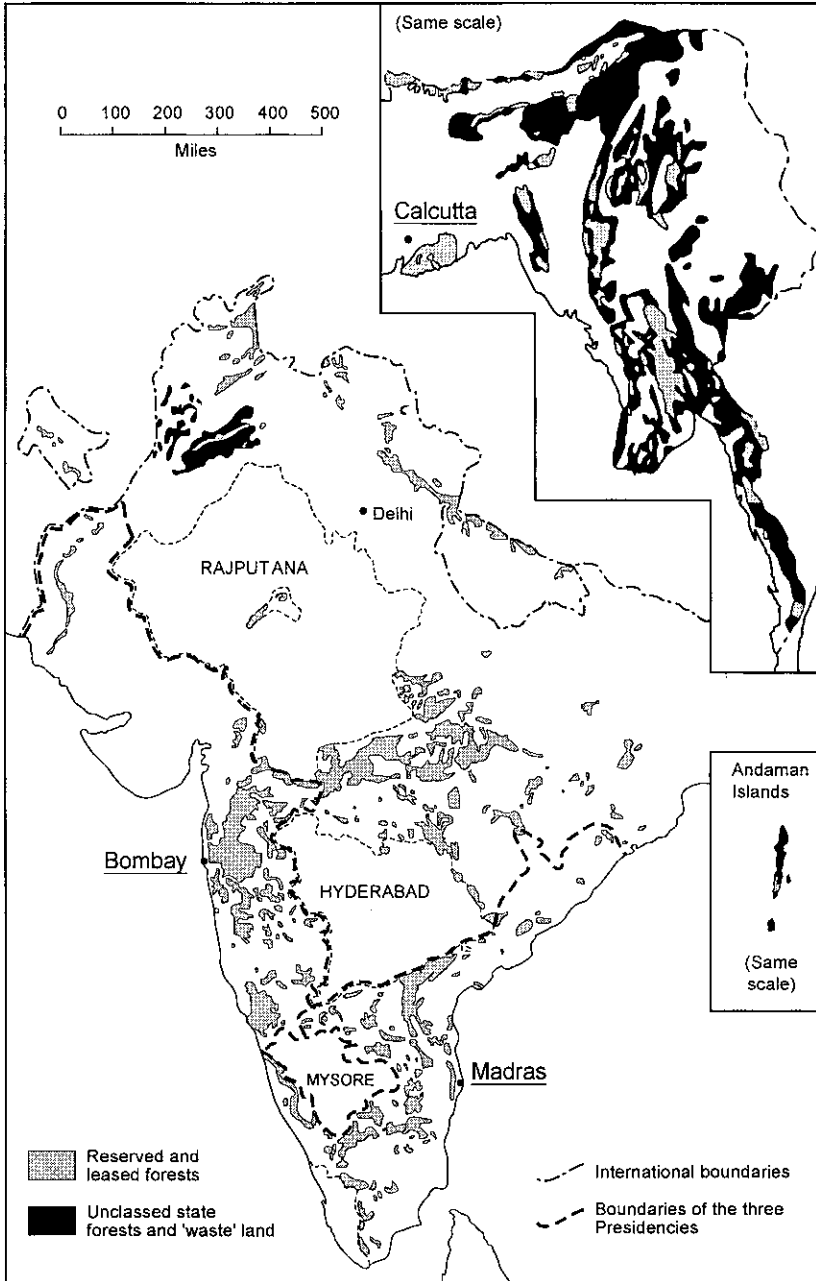 (Same scale)
0 100 200 300 400 500
Miles
Calcutta
Delhi
RAJPUTANA
Andaman
Islands
(Same
scale)
Bombay
HYDERABAD
MYSORE
Madras
Reserved and
leased forests
Unclassed state
forests and 'waste' land
International boundaries
Boundaries of the three
Presidencies